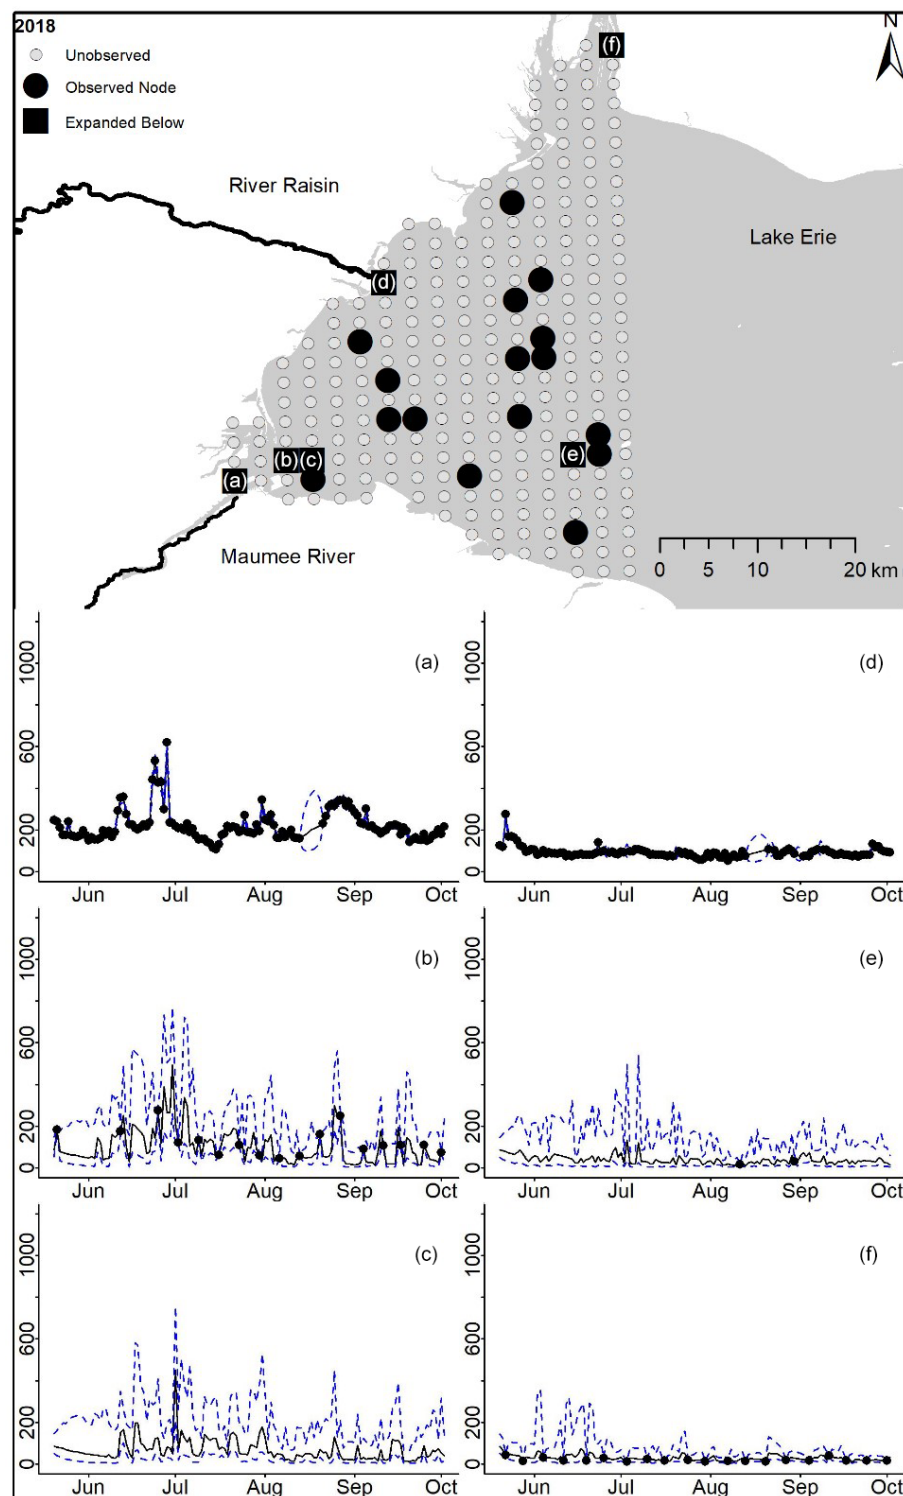 2018
Unobserved
Observed Node
Expanded Below
N
(f)
River Raisin
Lake Erie
(d)
(b) (c)
(e)
(a)
Maumee River
0 5 10 20 km
(a)
0 200 600 1000
Jun Jul Aug Sep Oct
(d)
0 200 600 1000
Jun Jul Aug Sep Oct
(b)
0 200 600 1000
Jun Jul Aug Sep Oct
(e)
0 200 600 1000
Jun Jul Aug Sep Oct
(c)
0 200 600 1000
Jun Jul Aug Sep Oct
(f)
0 200 600 1000
Jun Jul Aug Sep Oct